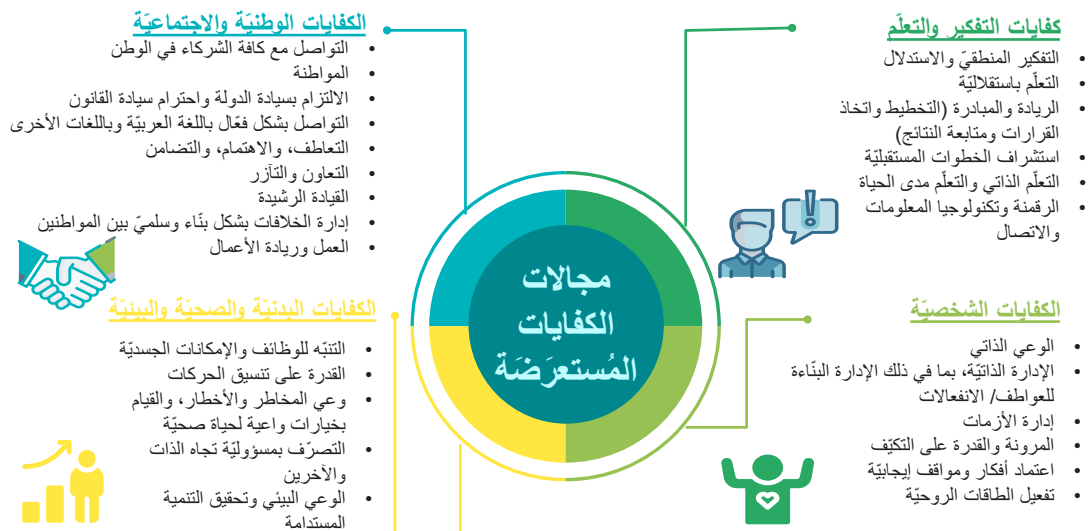 كفايات التفكير والتعلّم
• التفكير المنطقيّ والاستدلال
• التعلّم باستقلاليّة
• الريادة والمبادرة (التخطيط واتخاذ
القرارات ومتابعة النتائج)
• استشراف الخطوات المستقبليّة
• التعلّم الذاتي والتعلّم مدى الحياة
• الرقمنة وتكنولوجيا المعلومات
والاتصال
الكفايات الوطنيّة والاجتماعيّة
• التواصل مع كافة الشركاء في الوطن
• المواطنة
• الالتزام بسيادة الدولة واحترام سيادة القانون
• التواصل بشكل فعّال باللغة العربيّة وباللغات الأخرى
• التعاطف، والاهتمام، والتضامن
• التعاون والتآزر
• القيادة الرشيدة
• إدارة الخلافات بشكل بنّاء وسلميّ بين المواطنين
• العمل وريادة الأعمال
مجالات
الكفايات
المُستعرَضَة
الكفايات الشخصيّة
• الوعي الذاتي
• الإدارة الذاتيّة، بما في ذلك الإدارة البنّاءة
للعواطف/ الانفعالات
• إدارة الأزمات
• المرونة والقدرة على التكيّف
• اعتماد أفكار ومواقف إيجابيّة
• تفعيل الطاقات الروحيّة
الكفايات البدنيّة والصحيّة والبيئيّة
• التنبّه للوظائف والإمكانات الجسديّة
• القدرة على تنسيق الحركات
• وعي المخاطر والأخطار، والقيام
بخيارات واعية لحياة صحيّة
• التصرّف بمسؤوليّة تجاه الذات
والآخرين
• الوعي البيئي وتحقيق التنمية
المستدامة